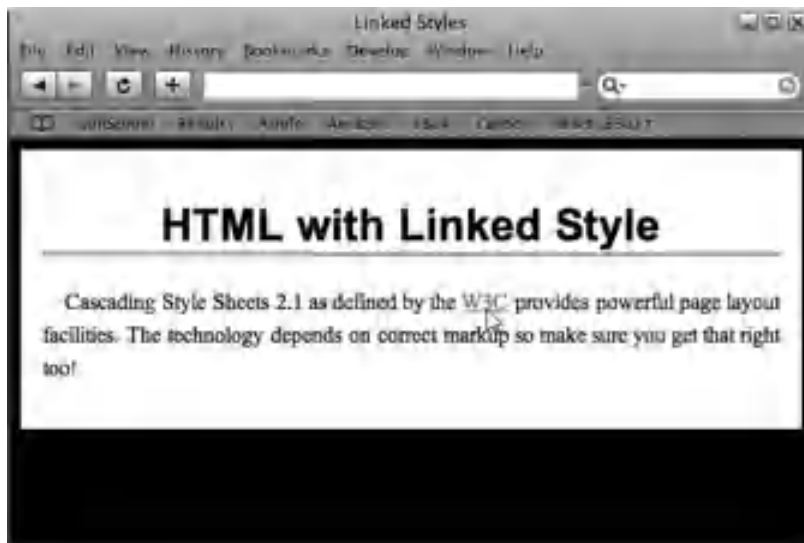 Linked Styles
File Edit View History Bookmarks Develop Window Help
HTML with Linked Style
Cascading Style Sheets 2.1 as defined by the W3C provides powerful page layout
facilities. The technology depends on correct markup so make sure you get that right
too!